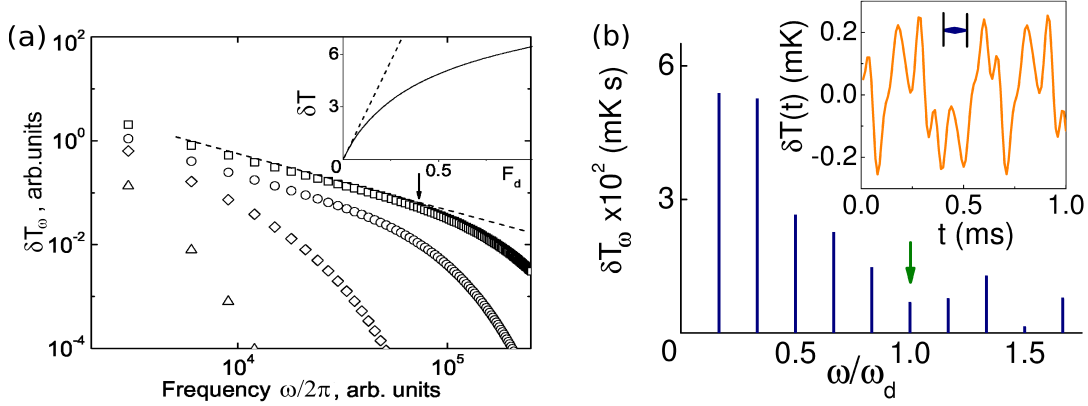 (a)
10²
10⁰
10⁻²
10⁻⁴
δT_ω , arb.units
10⁴
10⁵
Frequency ω/2π, arb. units
6
3
0
δT
0.5
F_d
(b)
6
3
0
δT_ω x10² (mK s)
0.5
1.0
1.5
ω/ω_d
0.2
0.0
-0.2
δT(t) (mK)
0.0
0.5
1.0
t (ms)